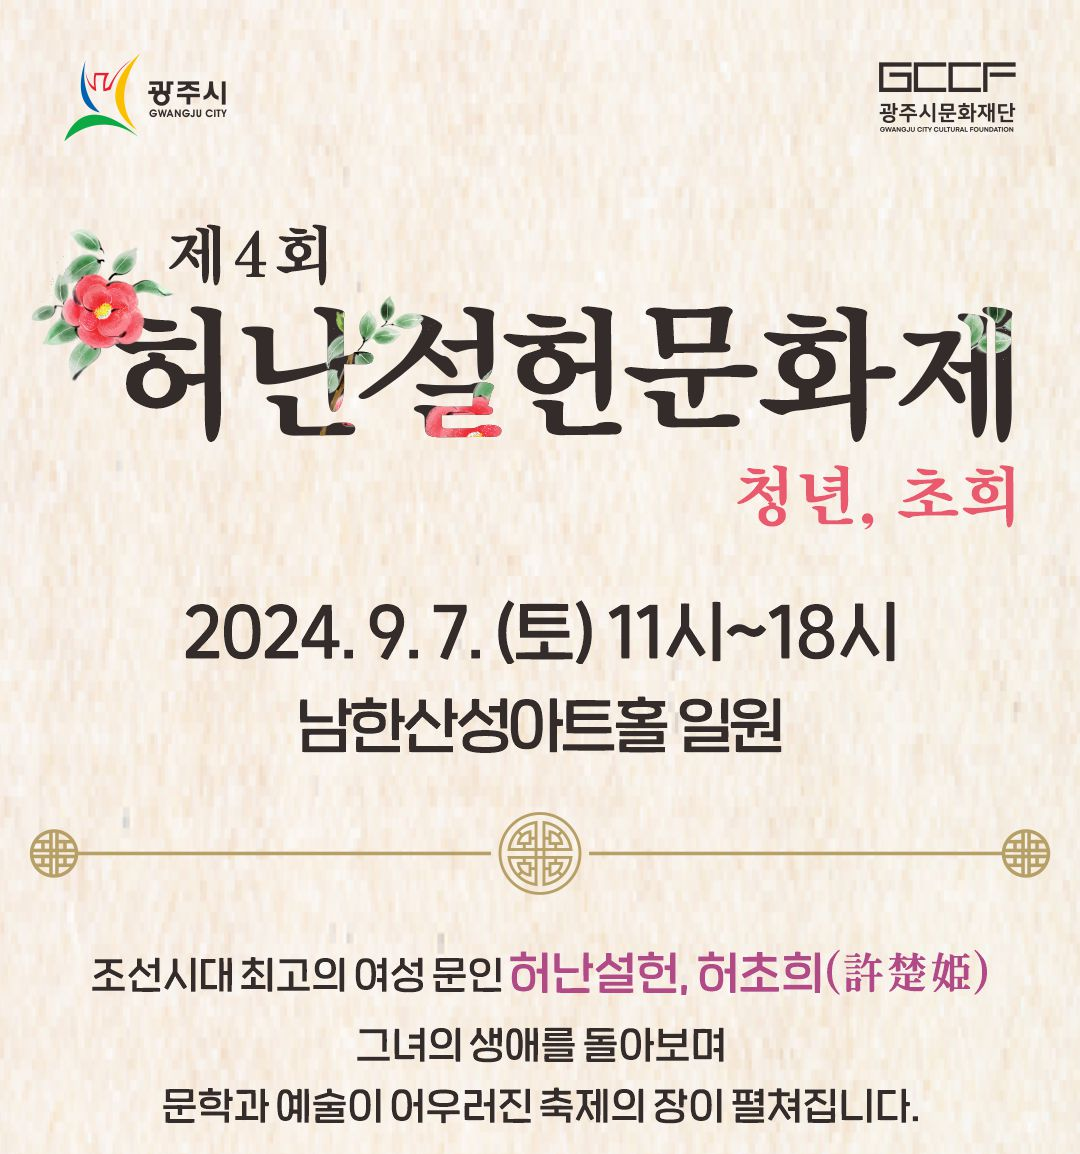 광주시
GWANGJU CITY
GCCF
광주시문화재단
GWANGJU CITY CULTURAL FOUNDATION
제4회
허난설헌문화제
청년, 초희
2024. 9. 7. (토) 11시~18시
남한산성아트홀 일원
조선시대 최고의 여성 문인 허난설헌, 허초희(許楚姬)
그녀의 생애를 돌아보며
문학과 예술이 어우러진 축제의 장이 펼쳐집니다.